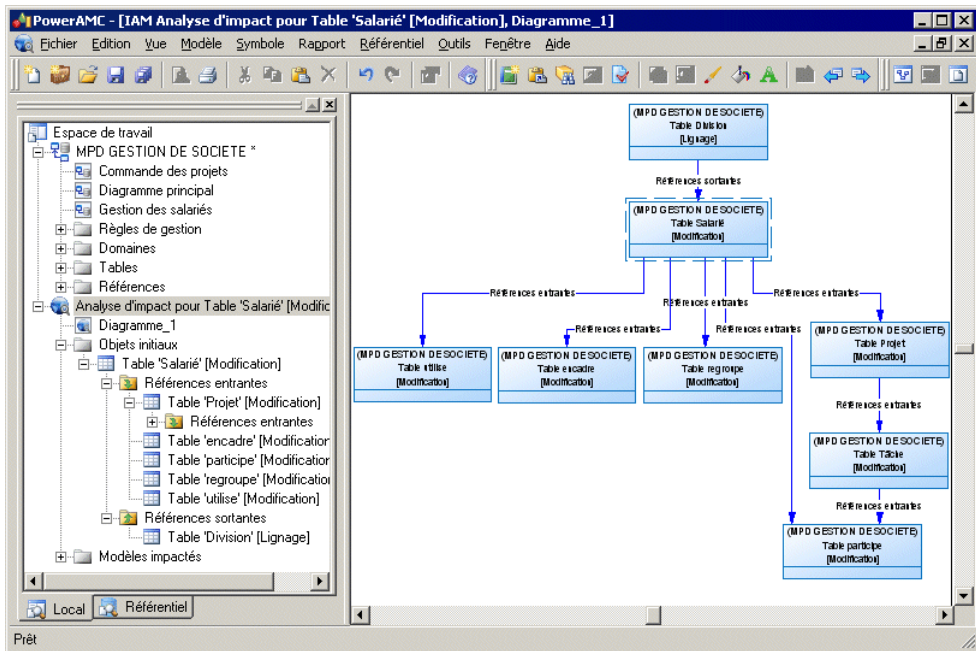 PowerAMC - [IAM Analyse d'impact pour Table 'Salarié' [Modification], Diagramme_1]
Fichier Edition Vue Modèle Symbole Rapport Référentiel Outils Fenêtre Aide
Espace de travail
MPD GESTION DE SOCIETE *
Commande des projets
Diagramme principal
Gestion des salariés
Règles de gestion
Domaines
Tables
Références
Analyse d'impact pour Table 'Salarié' [Modific
Diagramme_1
Objets initiaux
Table 'Salarié' [Modification]
Références entrantes
Table 'Projet' [Modification]
Références entrantes
Table 'encadre' [Modification
Table 'participe' [Modification
Table 'regroupe' [Modification
Table 'utilise' [Modification]
Références sortantes
Table 'Division' [Lignage]
Modèles impactés
Local Référentiel
Prêt
(MPD GESTION DE SOCIETE)
Table Division
[Lignage]
Références sortantes
(MPD GESTION DE SOCIETE)
Table Salarié
[Modification]
Références entrantes
Références entrantes
Références entrantes
Références entrantes
Références entrantes
(MPD GESTION DE SOCIETE)
Table utilise
[Modification]
(MPD GESTION DE SOCIETE)
Table encadre
[Modification]
(MPD GESTION DE SOCIETE)
Table regroupe
[Modification]
(MPD GESTION DE SOCIETE)
Table Projet
[Modification]
Références entrantes
(MPD GESTION DE SOCIETE)
Table Tâche
[Modification]
Références entrantes
(MPD GESTION DE SOCIETE)
Table participe
[Modification]